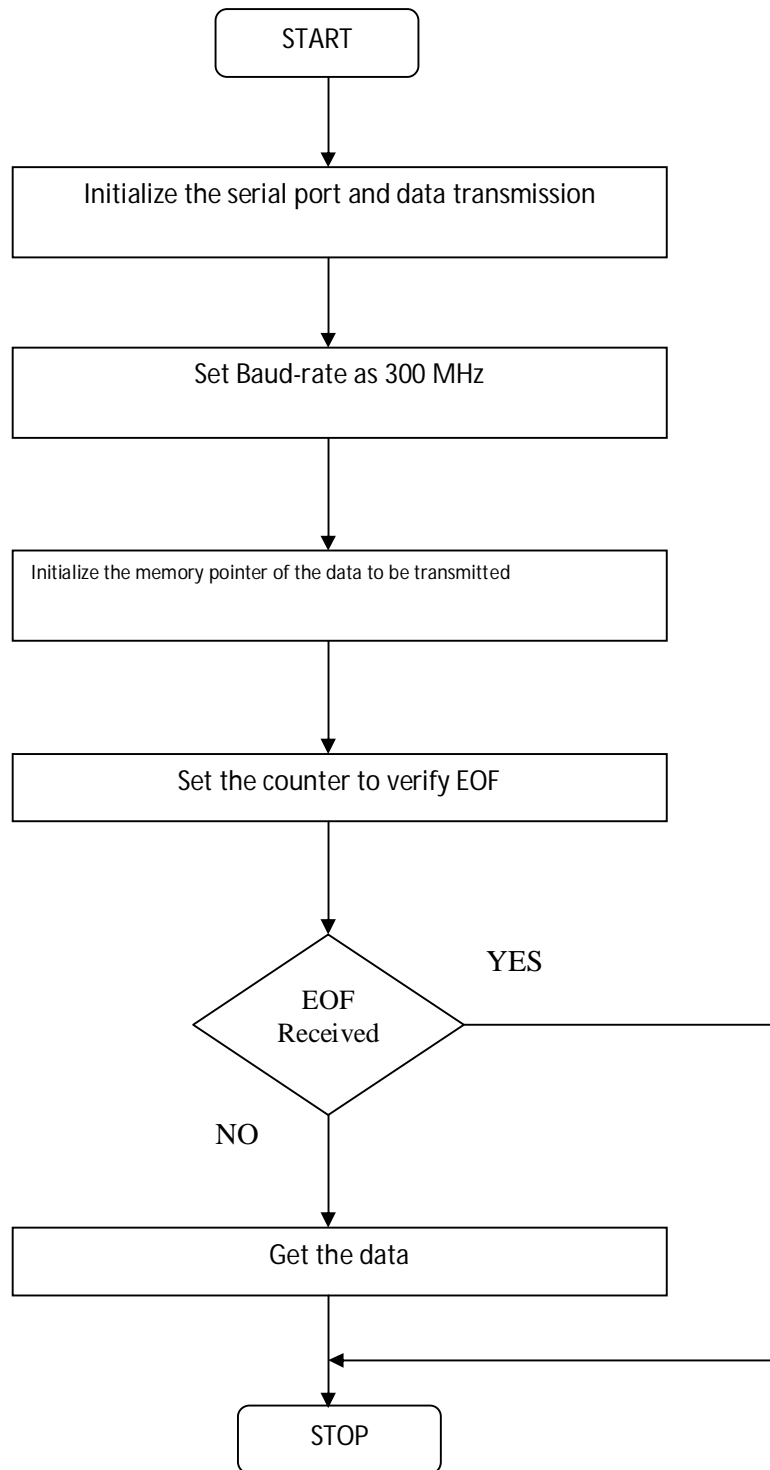 START
Initialize the serial port and data transmission
Set Baud-rate as 300 MHz
Initialize the memory pointer of the data to be transmitted
Set the counter to verify EOF
YES
EOF
Received
NO
Get the data
STOP